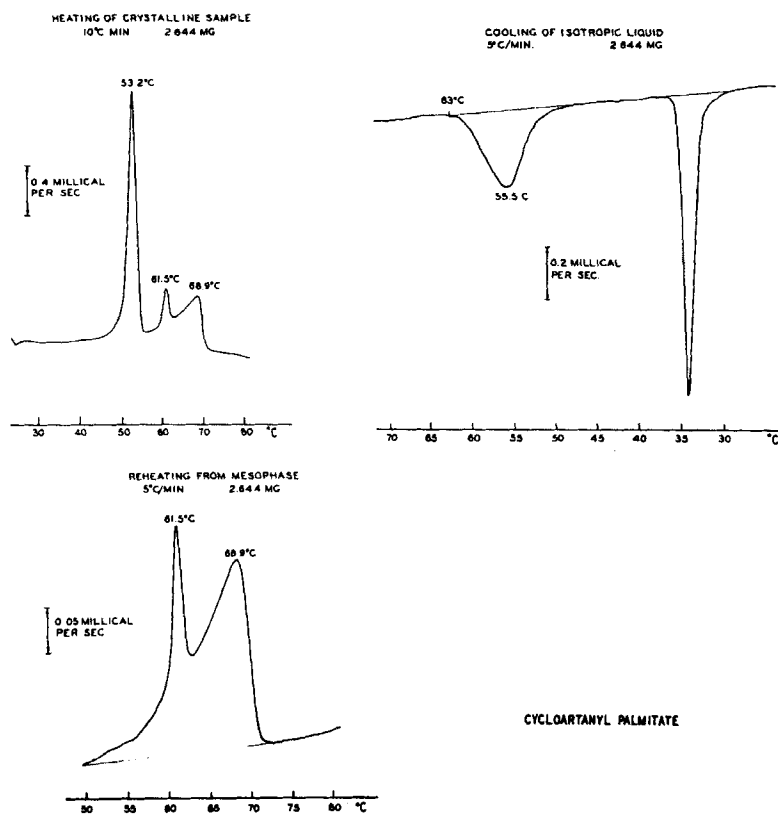 HEATING OF CRYSTALLINE SAMPLE
10°C MIN 2 644 MG
53.2°C
0.4 MILLICAL
PER SEC
61.5°C
68.9°C
30 40 50 60 70 80 °C
COOLING OF ISOTROPIC LIQUID
5°C/MIN. 2 644 MG
63°C
55.5 C
0.2 MILLICAL
PER SEC.
70 65 60 55 50 45 40 35 30 25 °C
REHEATING FROM MESOPHASE
5°C/MIN 2.644 MG
61.5°C
68 9°C
0 05 MILLICAL
PER SEC
50 55 60 65 70 75 80 °C
CYCLOARTANYL PALMITATE